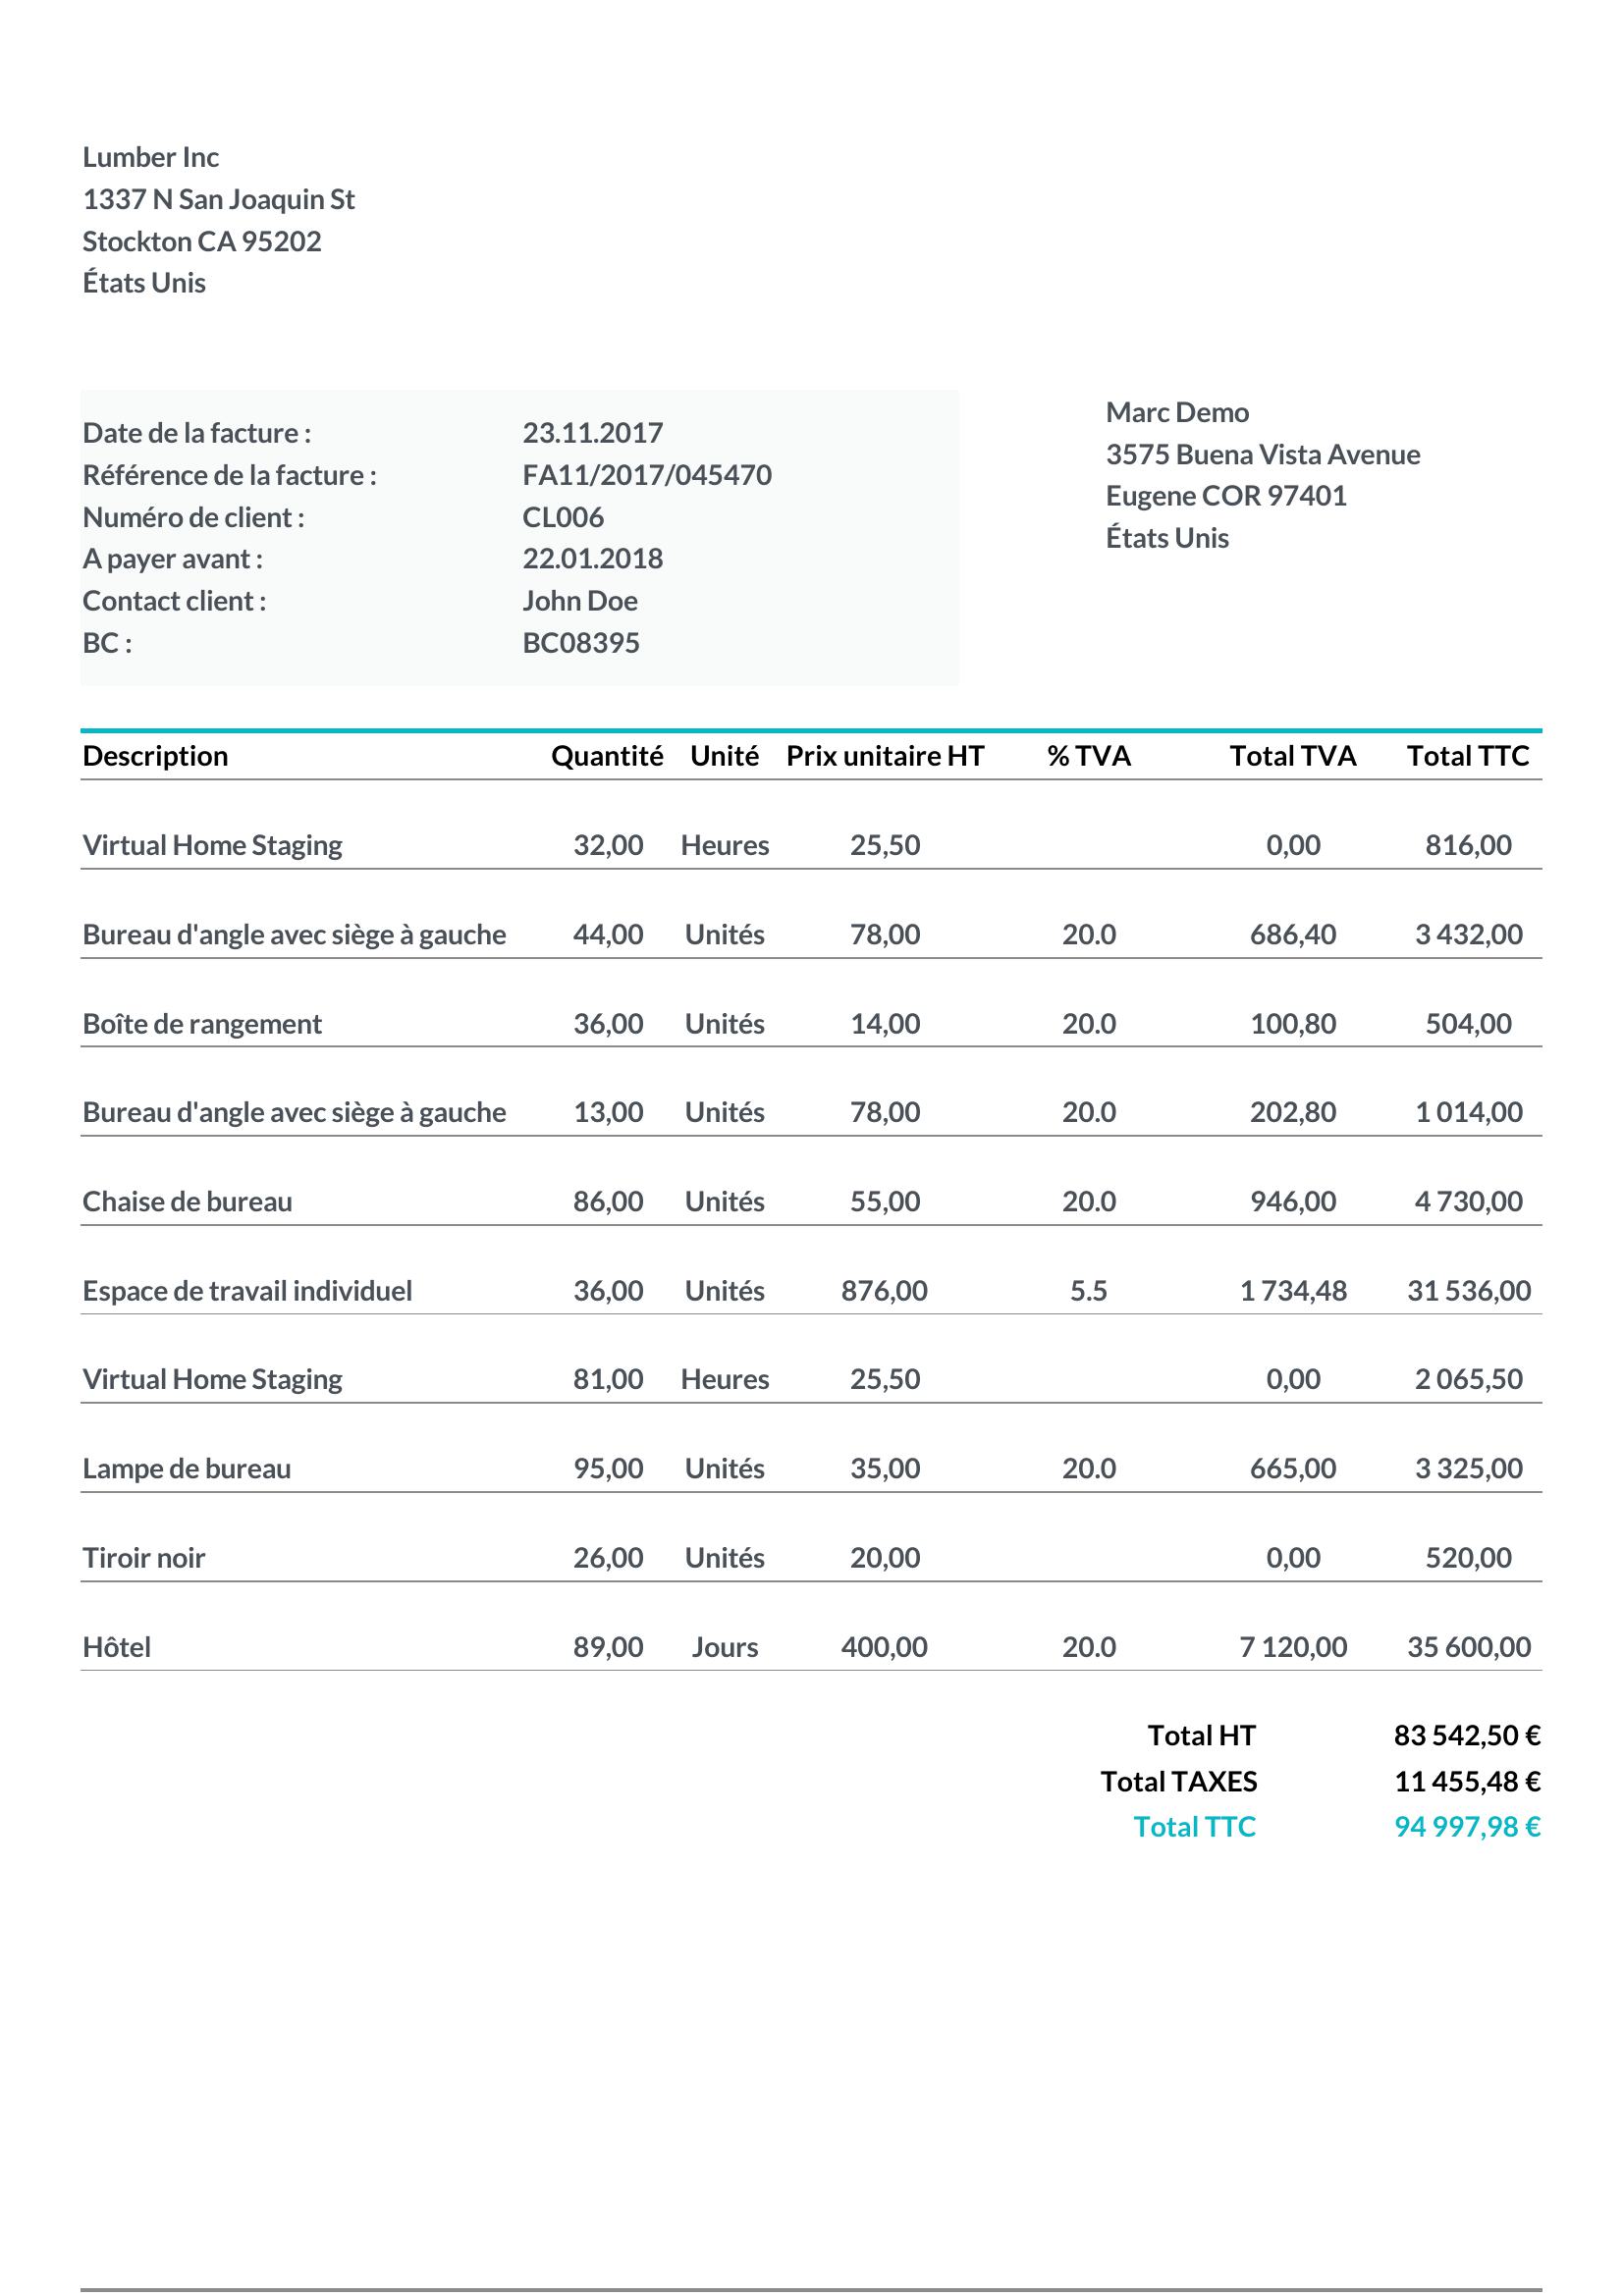 Lumber Inc
1337 N San Joaquin St
Stockton CA 95202
États Unis
Date de la facture : 23.11.2017
Référence de la facture : FA11/2017/045470
Numéro de client : CL006
A payer avant : 22.01.2018
Contact client : John Doe
BC : BC08395
Marc Demo
3575 Buena Vista Avenue
Eugene COR 97401
États Unis
Description Quantité Unité Prix unitaire HT % TVA Total TVA Total TTC
Virtual Home Staging 32,00 Heures 25,50 0,00 816,00
Bureau d'angle avec siège à gauche 44,00 Unités 78,00 20.0 686,40 3 432,00
Boîte de rangement 36,00 Unités 14,00 20.0 100,80 504,00
Bureau d'angle avec siège à gauche 13,00 Unités 78,00 20.0 202,80 1 014,00
Chaise de bureau 86,00 Unités 55,00 20.0 946,00 4 730,00
Espace de travail individuel 36,00 Unités 876,00 5.5 1 734,48 31 536,00
Virtual Home Staging 81,00 Heures 25,50 0,00 2 065,50
Lampe de bureau 95,00 Unités 35,00 20.0 665,00 3 325,00
Tiroir noir 26,00 Unités 20,00 0,00 520,00
Hôtel 89,00 Jours 400,00 20.0 7 120,00 35 600,00
Total HT 83 542,50 €
Total TAXES 11 455,48 €
Total TTC 94 997,98 €